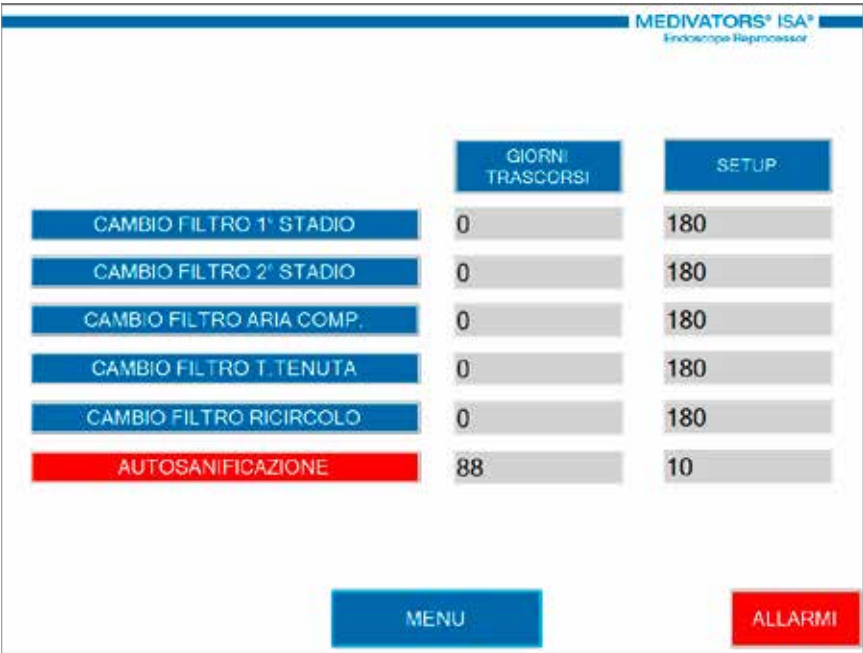 MEDIVATORS® ISA®
Endoscope Reprocessor
GIORNI
TRASCORSI
SETUP
CAMBIO FILTRO 1° STADIO
0
180
CAMBIO FILTRO 2° STADIO
0
180
CAMBIO FILTRO ARIA COMP.
0
180
CAMBIO FILTRO T.TENUTA
0
180
CAMBIO FILTRO RICIRCOLO
0
180
AUTOSANIFICAZIONE
88
10
MENU
ALLARMI